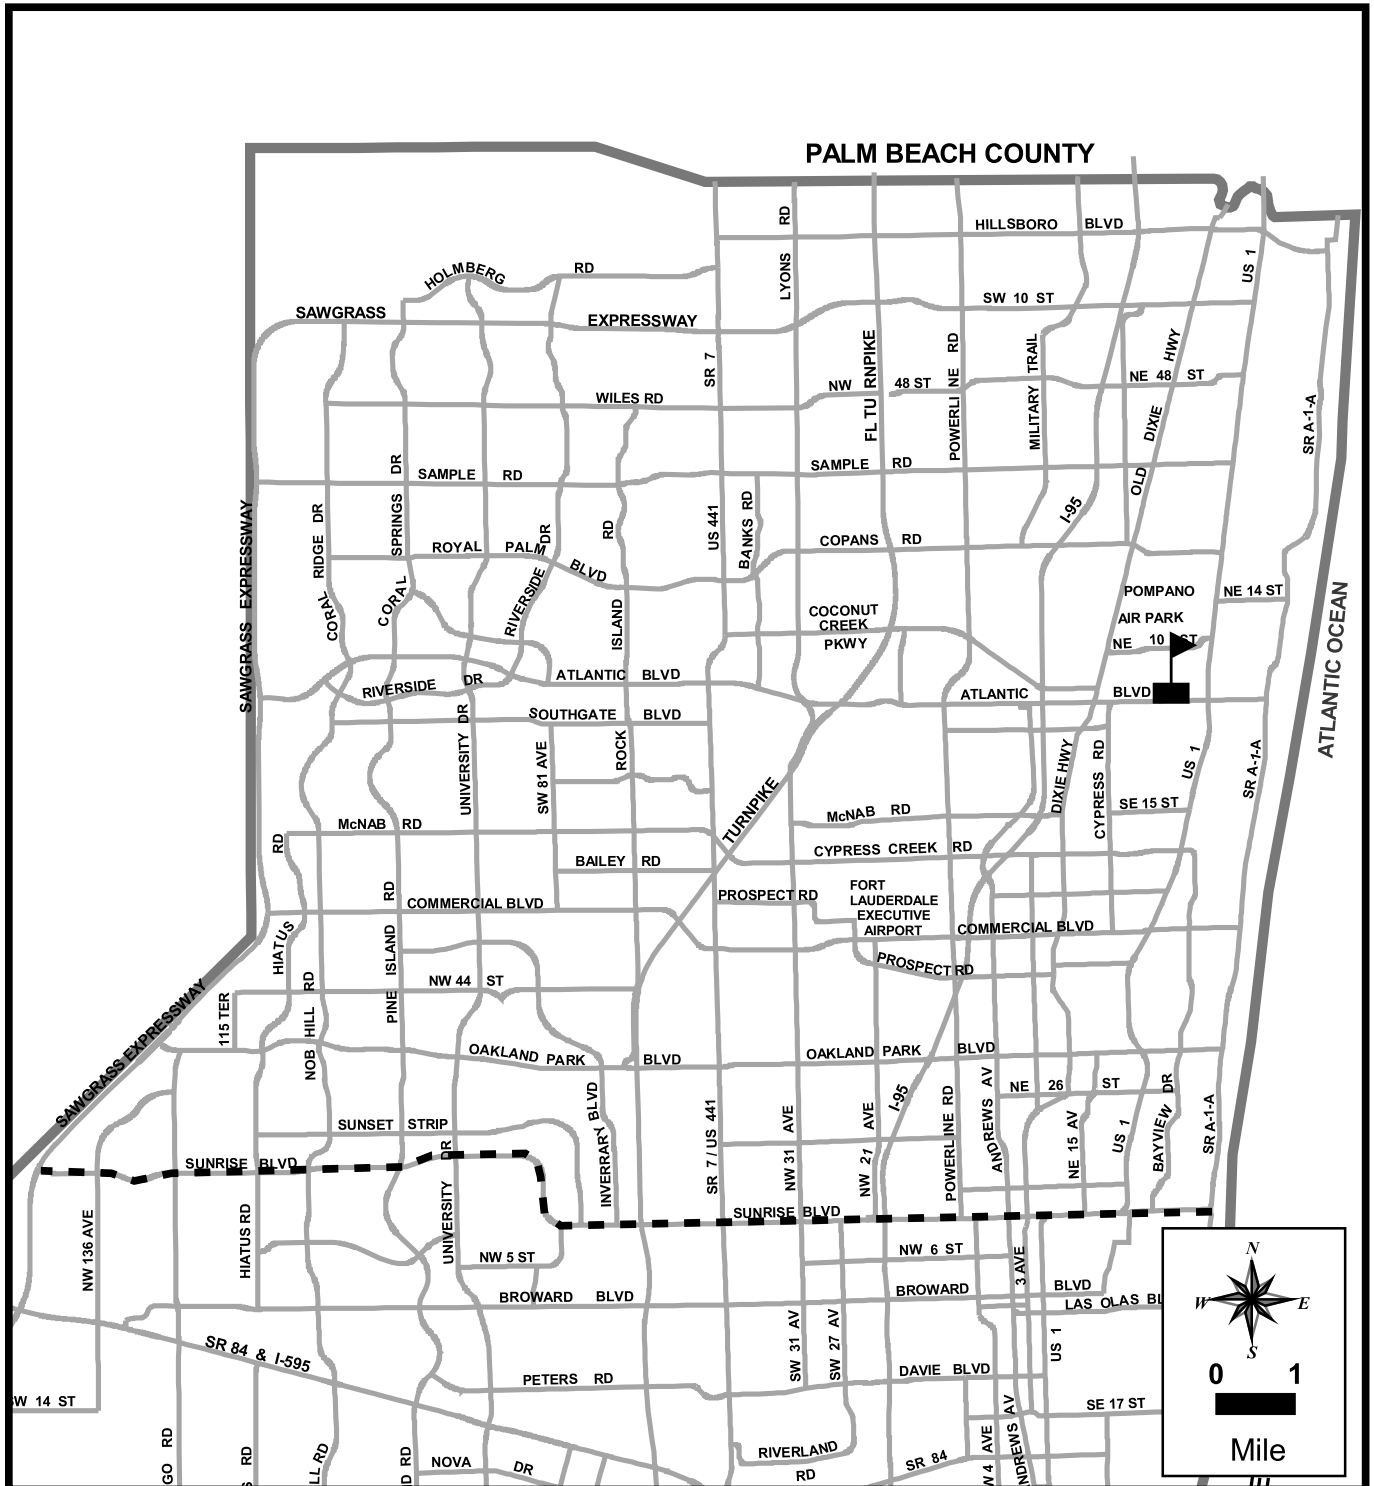 PALM BEACH COUNTY
HILLSBORO BLVD
LYONS RD
US 1
HOLMBERG RD
SAWGRASS EXPRESSWAY
SW 10 ST
SR 7
FL TU RNPIKE
POWERLI NE RD
MILITARY TRAIL
OLD DIXIE HWY
NW 48 ST
NE 48 ST
WILES RD
SR A-1-A
SAMPLE RD
SAMPLE RD
CORAL SPRINGS DR
CORAL RIDGE DR
SAWGRASS EXPRESSWAY
US 441
BANKS RD
I-95
ROCK ISLAND RD
RIVERSIDE DR
ROYAL PALM BLVD
COPANS RD
POMPANO
AIR PARK
NE 14 ST
NE 10 ST
COCONUT
CREEK
PKWY
ATLANTIC OCEAN
ATLANTIC BLVD
RIVERSIDE DR
ATLANTIC BLVD
SOUTHGATE BLVD
UNIVERSITY DR
SW 81 AVE
TURNPIKE
DIXIE HWY
CYPRESS RD
US 1
SR A-1-A
SE 15 ST
McNAB RD
McNAB RD
CYPRESS CREEK RD
BAILEY RD
HIATUS RD
PINE ISLAND RD
COMMERCIAL BLVD
PROSPECT RD
FORT
LAUDERDALE
EXECUTIVE
AIRPORT
COMMERCIAL BLVD
PROSPECT RD
SAWGRASS EXPRESSWAY
115 TER
NOB HILL RD
NW 44 ST
OAKLAND PARK BLVD
OAKLAND PARK BLVD
INVERRARY BLVD
SR 7 / US 441
NW 31 AVE
NW 21 AVE
I-95
POWERLINE RD
ANDREWS AV
NE 26 ST
NE 15 AV
US 1
BAYVIEW DR
SR A-1-A
SUNSET STRIP
SUNRISE BLVD
SUNRISE BLVD
UNIVERSITY DR
NW 136 AVE
HIATUS RD
NW 5 ST
NW 6 ST
3 AVE
BROWARD BLVD
BROWARD BLVD
LAS OLAS BL
SR 84 & I-595
SW 31 AV
SW 27 AV
US 1
PETERS RD
DAVIE BLVD
SW 14 ST
SE 17 ST
GO RD
S RD
LL RD
D RD
NOVA DR
RIVERLAND RD
SR 84
W 4 AVE
NDREWS AV
N
W E
S
0 1
Mile